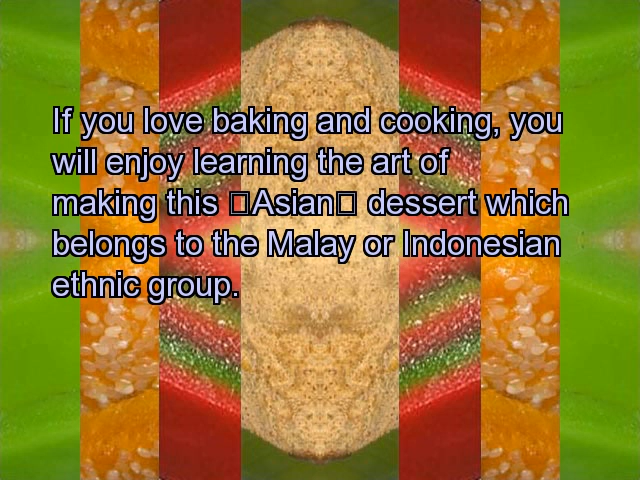 If you love baking and cooking, you
will enjoy learning the art of
making this □Asian□ dessert which
belongs to the Malay or Indonesian
ethnic group.